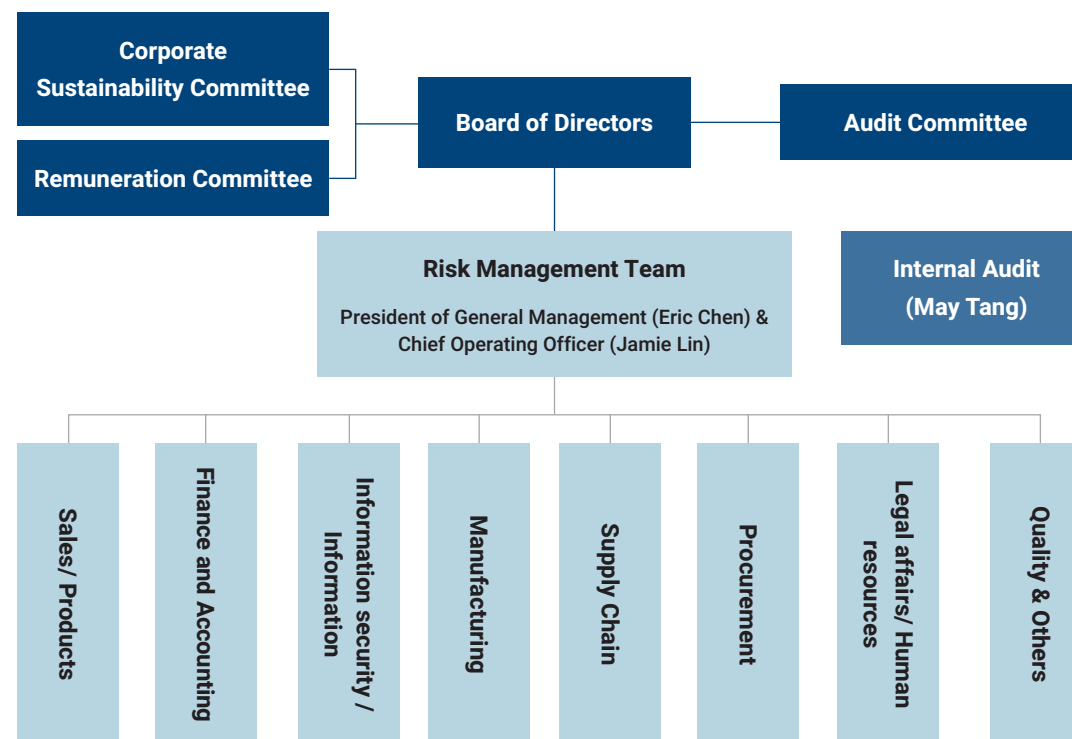 Corporate
Sustainability Committee
Board of Directors
Audit Committee
Remuneration Committee
Risk Management Team
President of General Management (Eric Chen) &
Chief Operating Officer (Jamie Lin)
Internal Audit
(May Tang)
Sales/ Products
Finance and Accounting
Information security /
Information
Manufacturing
Supply Chain
Procurement
Legal affairs/ Human
resources
Quality & Others